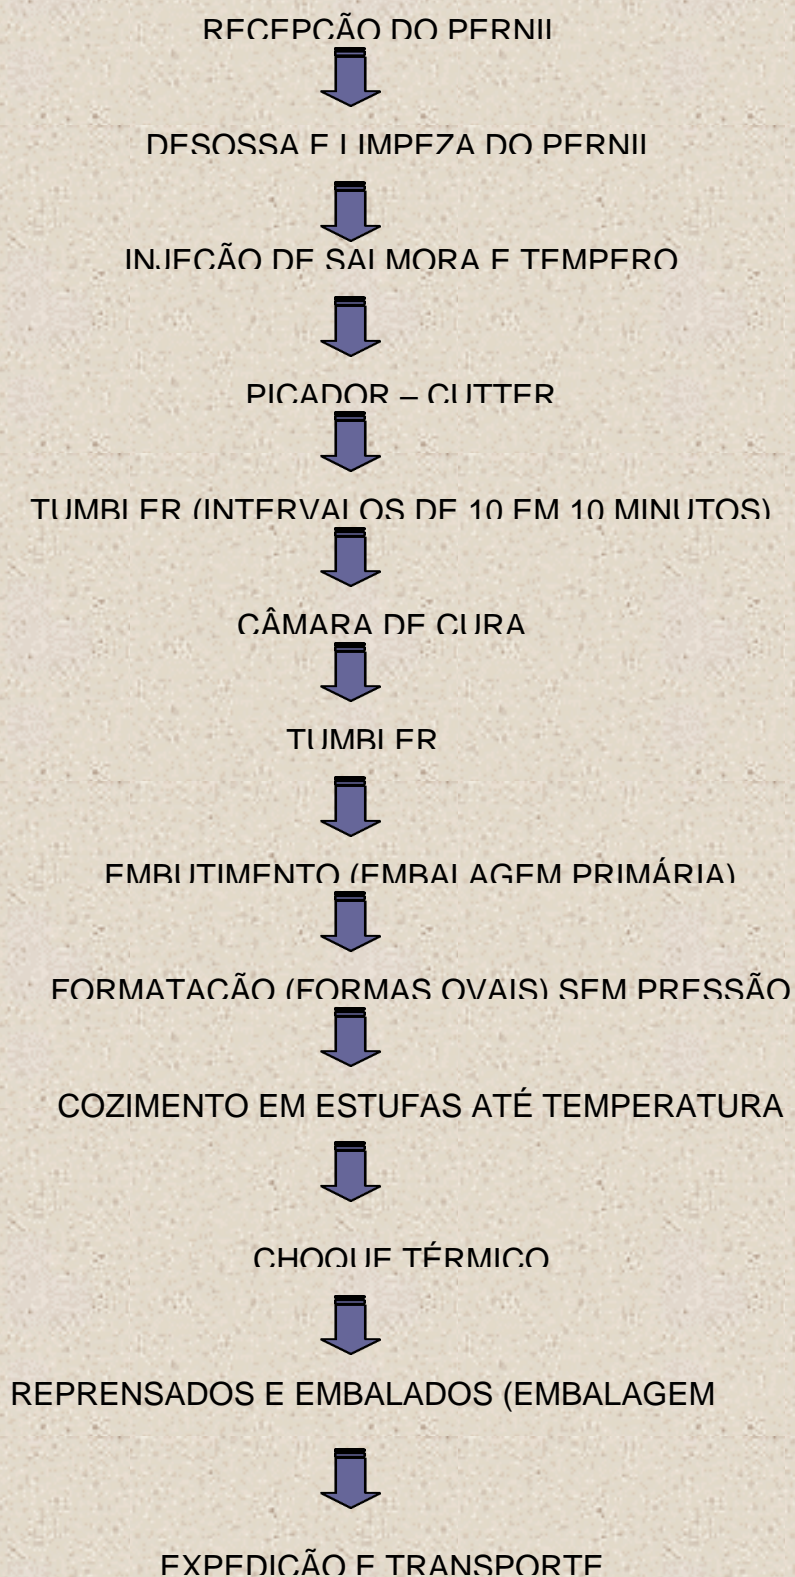 RECEPÇÃO DO PERNIL
DESOSSA E LIMPEZA DO PERNIL
INJEÇÃO DE SALMORA E TEMPERO
PICADOR – CUTTER
TUMBLER (INTERVALOS DE 10 EM 10 MINUTOS)
CÂMARA DE CURA
TUMBLER
EMBUTIMENTO (EMBALAGEM PRIMÁRIA)
FORMATAÇÃO (FORMAS OVAIS) SEM PRESSÃO
COZIMENTO EM ESTUFAS ATÉ TEMPERATURA
CHOQUE TÉRMICO
REPRENSADOS E EMBALADOS (EMBALAGEM
EXPEDIÇÃO E TRANSPORTE